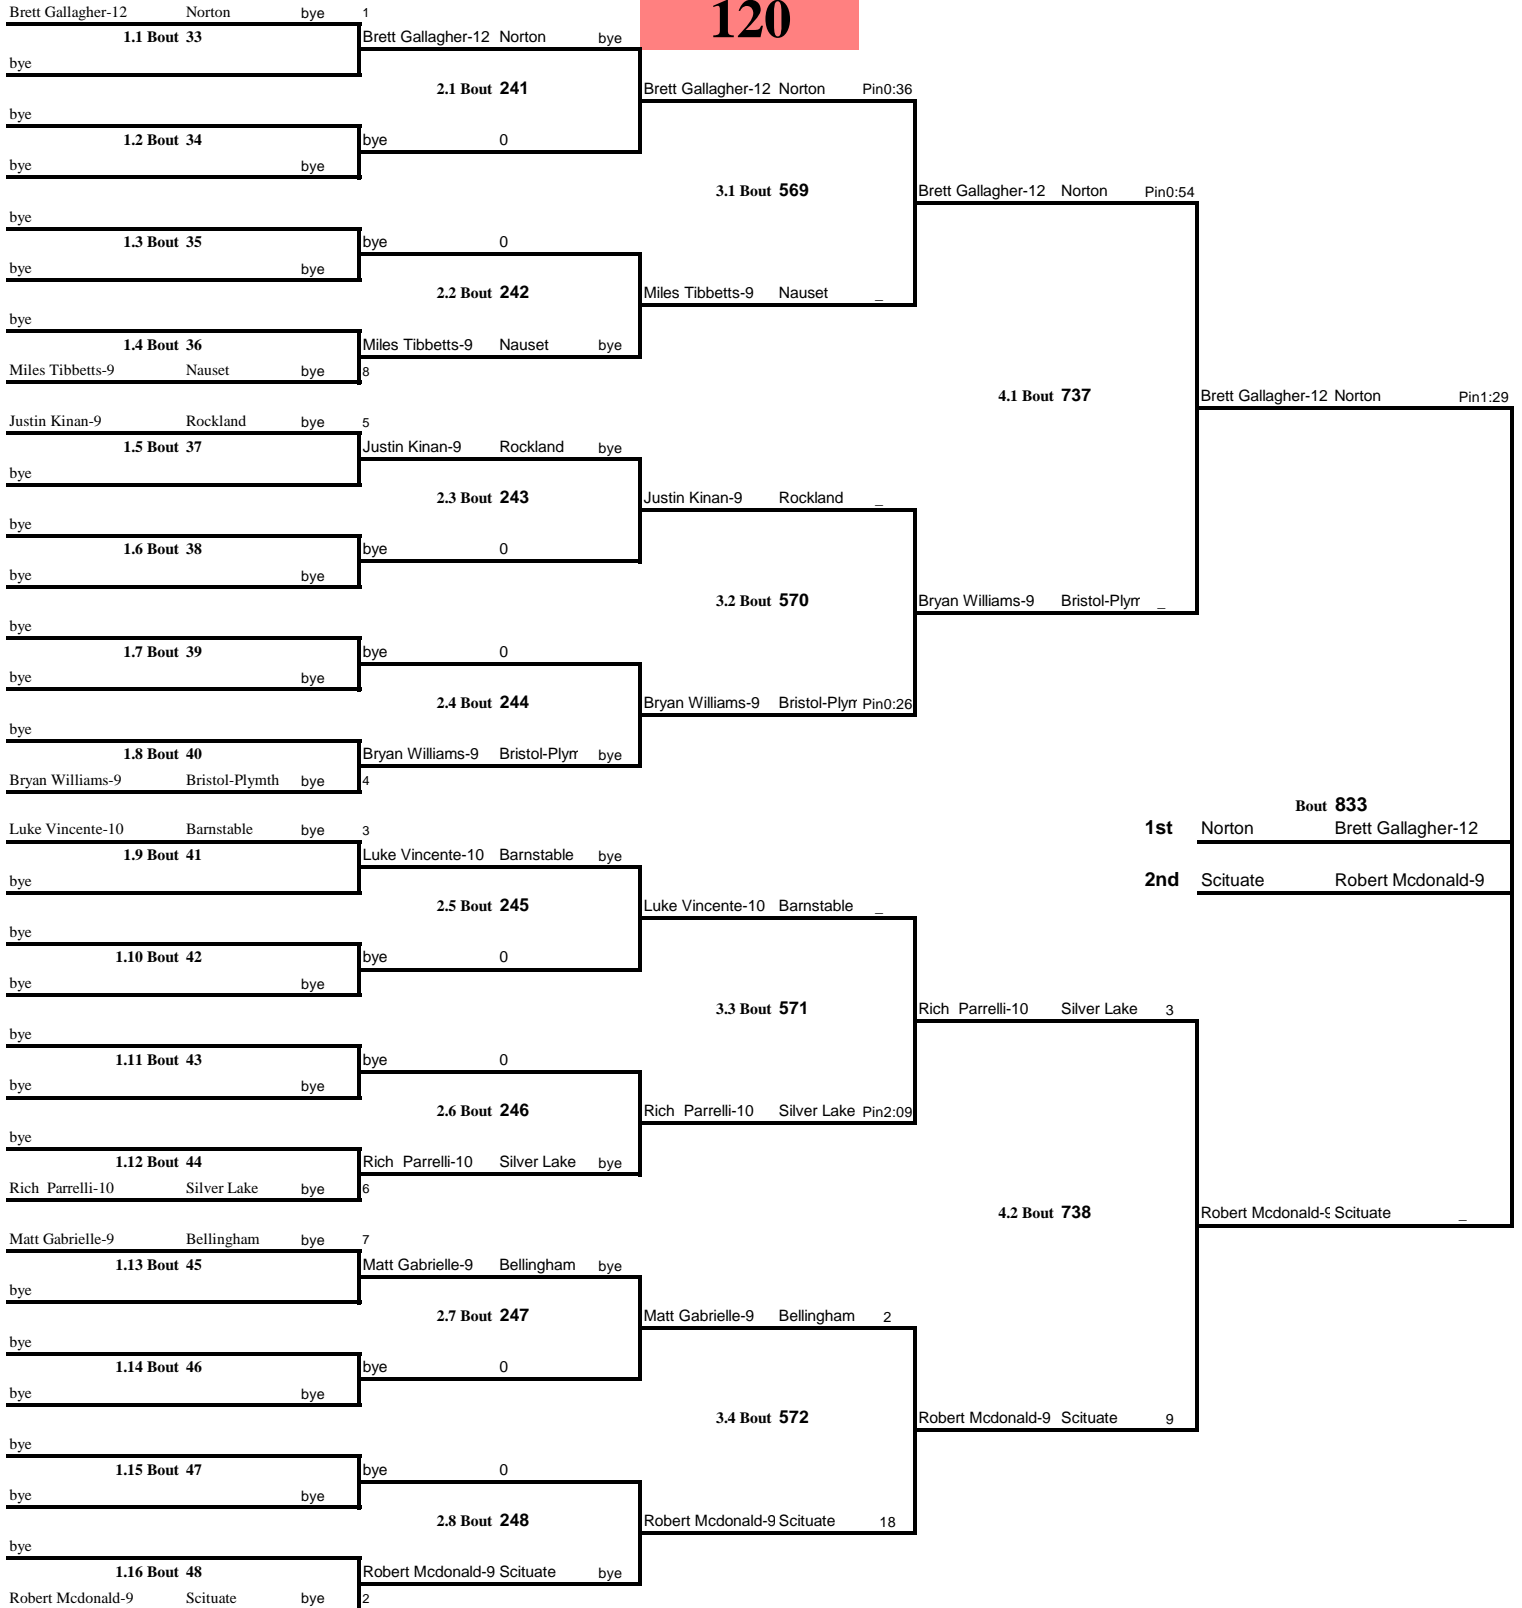 120
Brett Gallagher-12 Norton bye 1
1.1 Bout 33 Brett Gallagher-12 Norton bye
bye
2.1 Bout 241 Brett Gallagher-12 Norton Pin0:36
bye
1.2 Bout 34 bye 0
bye bye
3.1 Bout 569 Brett Gallagher-12 Norton Pin0:54
bye
1.3 Bout 35 bye 0
bye bye
2.2 Bout 242 Miles Tibbetts-9 Nauset _
bye
1.4 Bout 36 Miles Tibbetts-9 Nauset bye
Miles Tibbetts-9 Nauset bye 8
4.1 Bout 737 Brett Gallagher-12 Norton Pin1:29
Justin Kinan-9 Rockland bye 5
1.5 Bout 37 Justin Kinan-9 Rockland bye
bye
2.3 Bout 243 Justin Kinan-9 Rockland _
bye
1.6 Bout 38 bye 0
bye bye
3.2 Bout 570 Bryan Williams-9 Bristol-Plym _
bye
1.7 Bout 39 bye 0
bye bye
2.4 Bout 244 Bryan Williams-9 Bristol-Plym Pin0:26
bye
1.8 Bout 40 Bryan Williams-9 Bristol-Plym bye
Bryan Williams-9 Bristol-Plymth bye 4
Bout 833
Luke Vincente-10 Barnstable bye 3 1st Norton Brett Gallagher-12
1.9 Bout 41 Luke Vincente-10 Barnstable bye
bye 2nd Scituate Robert Mcdonald-9
2.5 Bout 245 Luke Vincente-10 Barnstable _
bye
1.10 Bout 42 bye 0
bye bye
3.3 Bout 571 Rich Parrelli-10 Silver Lake 3
bye
1.11 Bout 43 bye 0
bye bye
2.6 Bout 246 Rich Parrelli-10 Silver Lake Pin2:09
bye
1.12 Bout 44 Rich Parrelli-10 Silver Lake bye
Rich Parrelli-10 Silver Lake bye 6
4.2 Bout 738 Robert Mcdonald-9 Scituate _
Matt Gabrielle-9 Bellingham bye 7
1.13 Bout 45 Matt Gabrielle-9 Bellingham bye
bye
2.7 Bout 247 Matt Gabrielle-9 Bellingham 2
bye
1.14 Bout 46 bye 0
bye bye
3.4 Bout 572 Robert Mcdonald-9 Scituate 9
bye
1.15 Bout 47 bye 0
bye bye
2.8 Bout 248 Robert Mcdonald-9 Scituate 18
bye
1.16 Bout 48 Robert Mcdonald-9 Scituate bye
Robert Mcdonald-9 Scituate bye 2